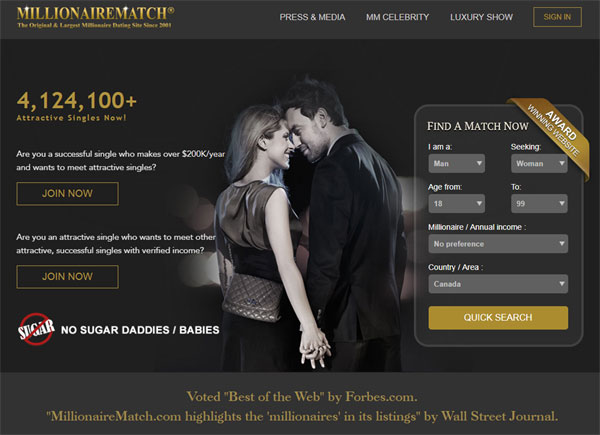 MILLIONAIREMATCH®
The Original & Largest Millionaire Dating Site Since 2001
PRESS & MEDIA
MM CELEBRITY
LUXURY SHOW
SIGN IN
4,124,100+
Attractive Singles Now!
Are you a successful single who makes over $200K/year
and wants to meet attractive singles?
JOIN NOW
Are you an attractive single who wants to meet other
attractive, successful singles with verified income?
JOIN NOW
SUGAR
NO SUGAR DADDIES / BABIES
AWARD
WINNING WEBSITE
FIND A MATCH NOW
I am a:
Seeking:
Man
Woman
Age from:
To:
18
99
Millionaire / Annual income :
No preference
Country / Area :
Canada
QUICK SEARCH
Voted "Best of the Web" by Forbes.com.
"MillionaireMatch.com highlights the 'millionaires' in its listings" by Wall Street Journal.